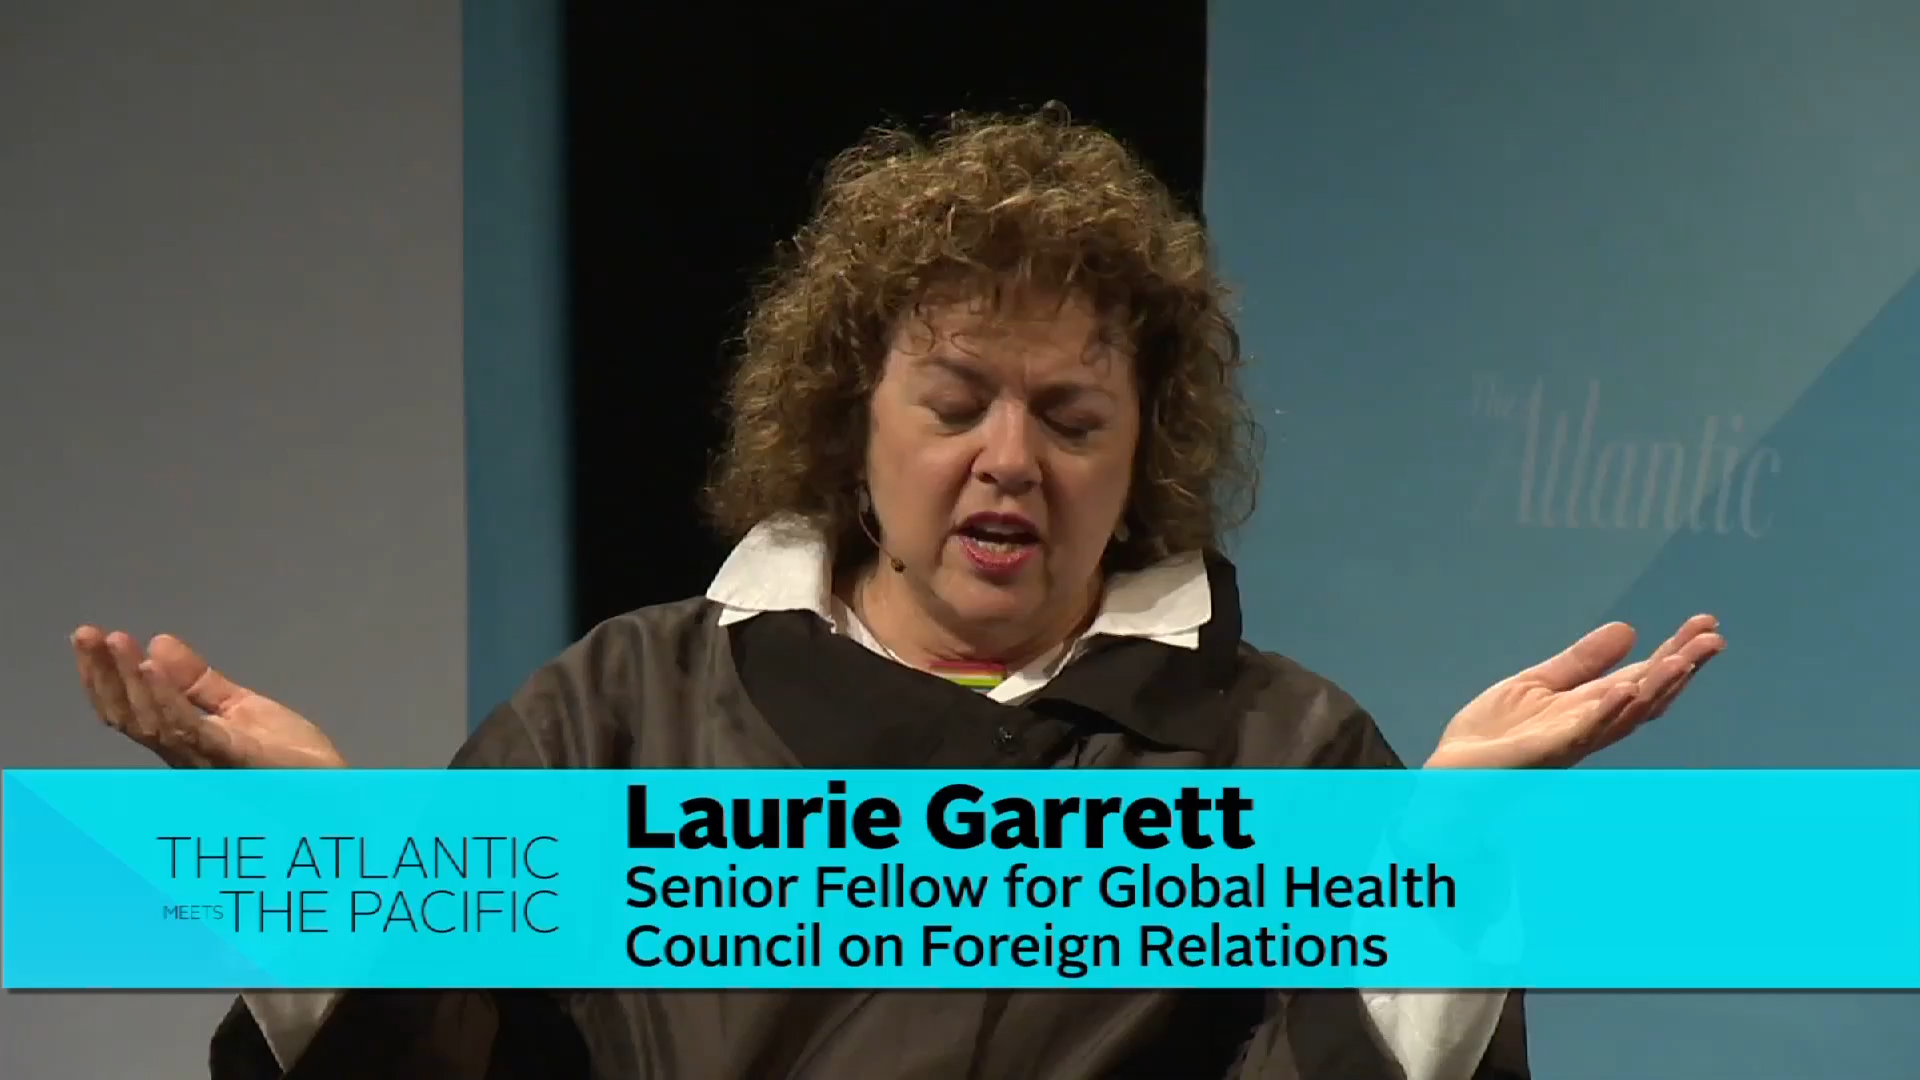 The
Atlantic
Laurie Garrett
Senior Fellow for Global Health
Council on Foreign Relations
THE ATLANTIC
MEETS THE PACIFIC